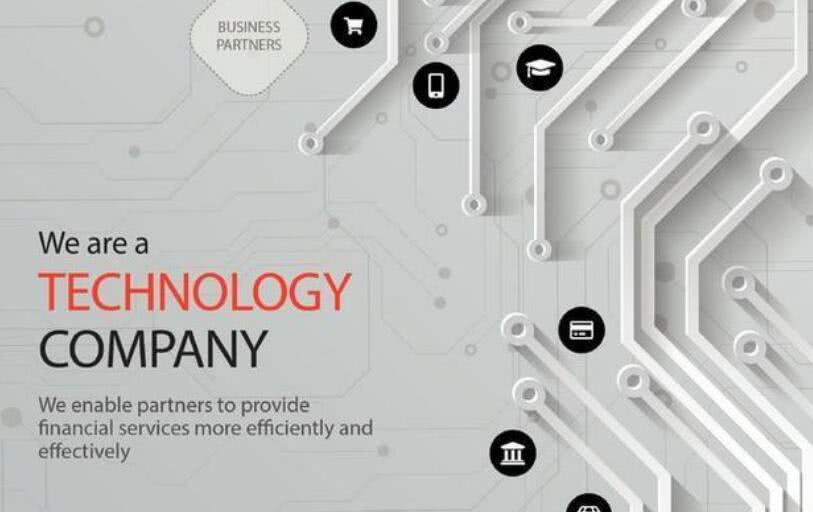 BUSINESS
PARTNERS
We are a
TECHNOLOGY
COMPANY
We enable partners to provide
financial services more efficiently and
effectively